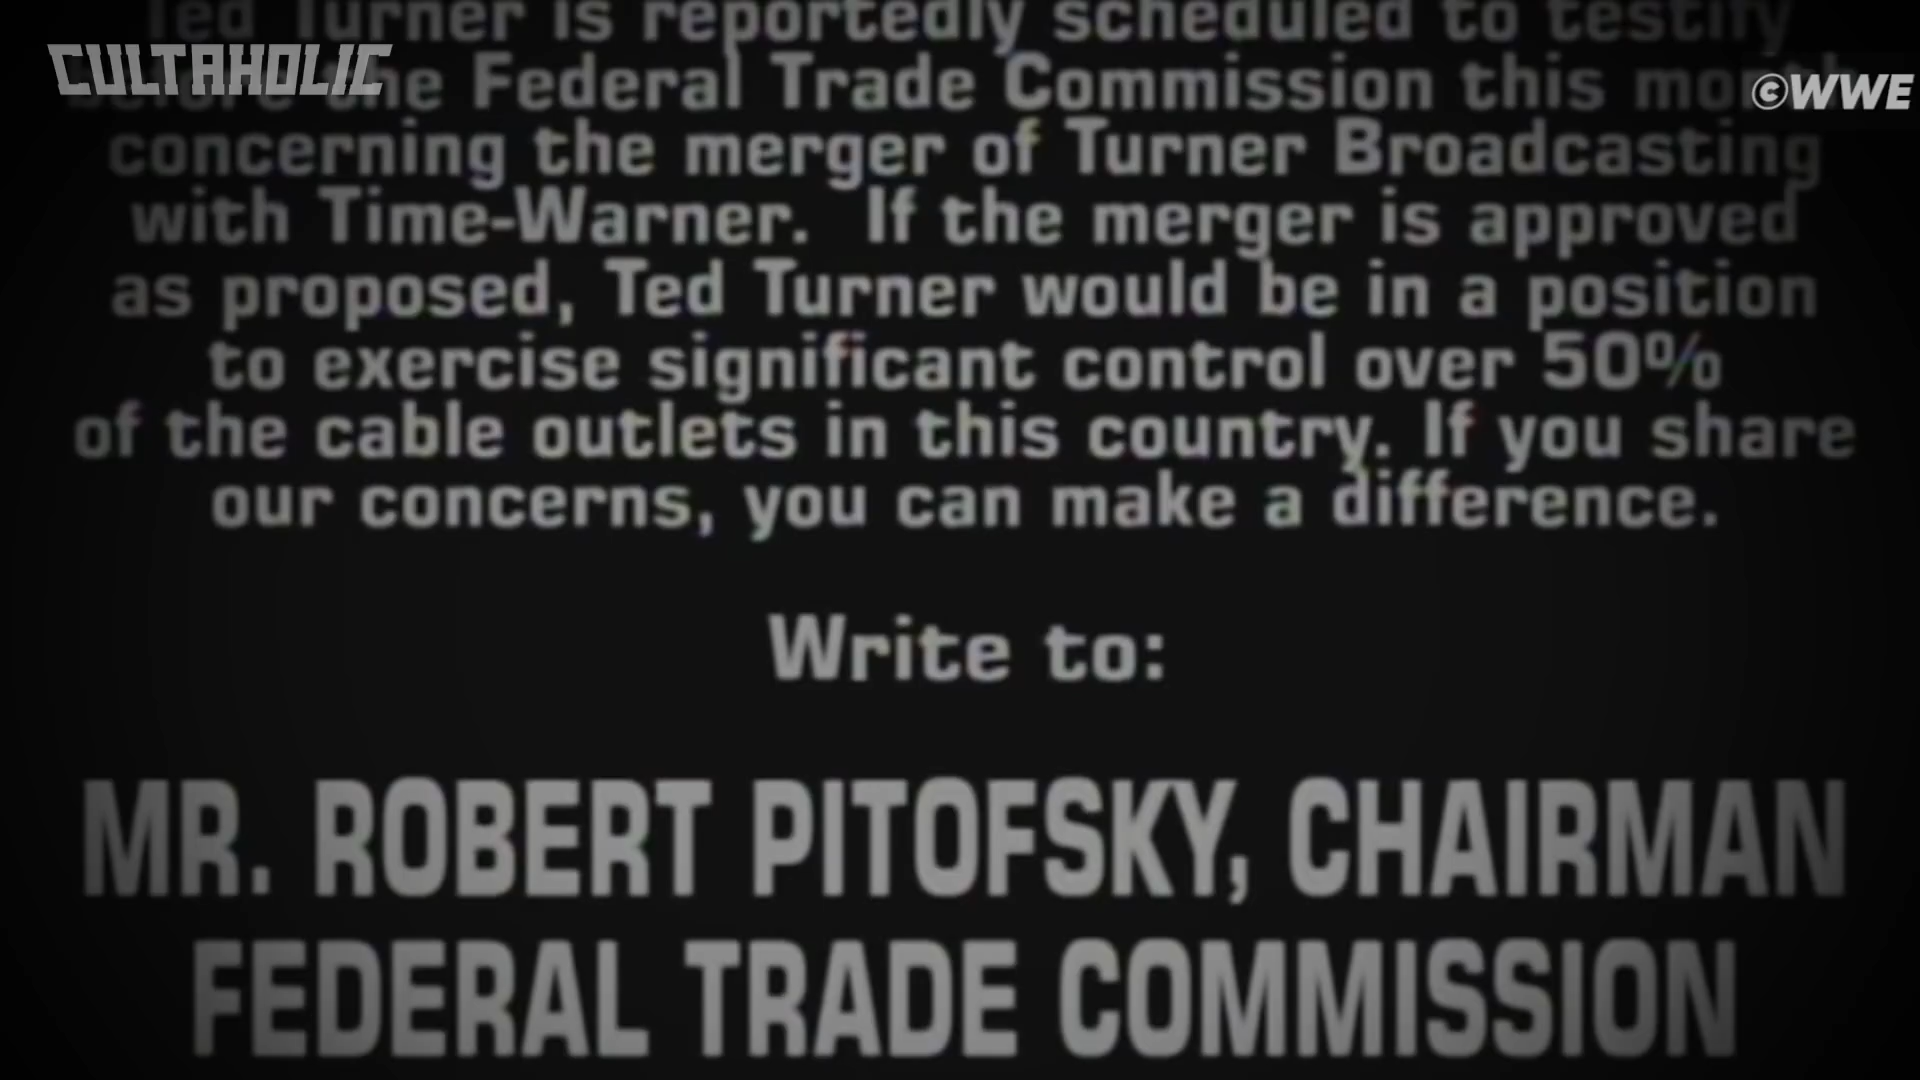 Ted Turner is reportedly scheduled to testify
CULTAHOLIC
before the Federal Trade Commission this month
©WWE
concerning the merger of Turner Broadcasting
with Time-Warner. If the merger is approved
as proposed, Ted Turner would be in a position
to exercise significant control over 50%
of the cable outlets in this country. If you share
our concerns, you can make a difference.
Write to:
MR. ROBERT PITOFSKY, CHAIRMAN
FEDERAL TRADE COMMISSION